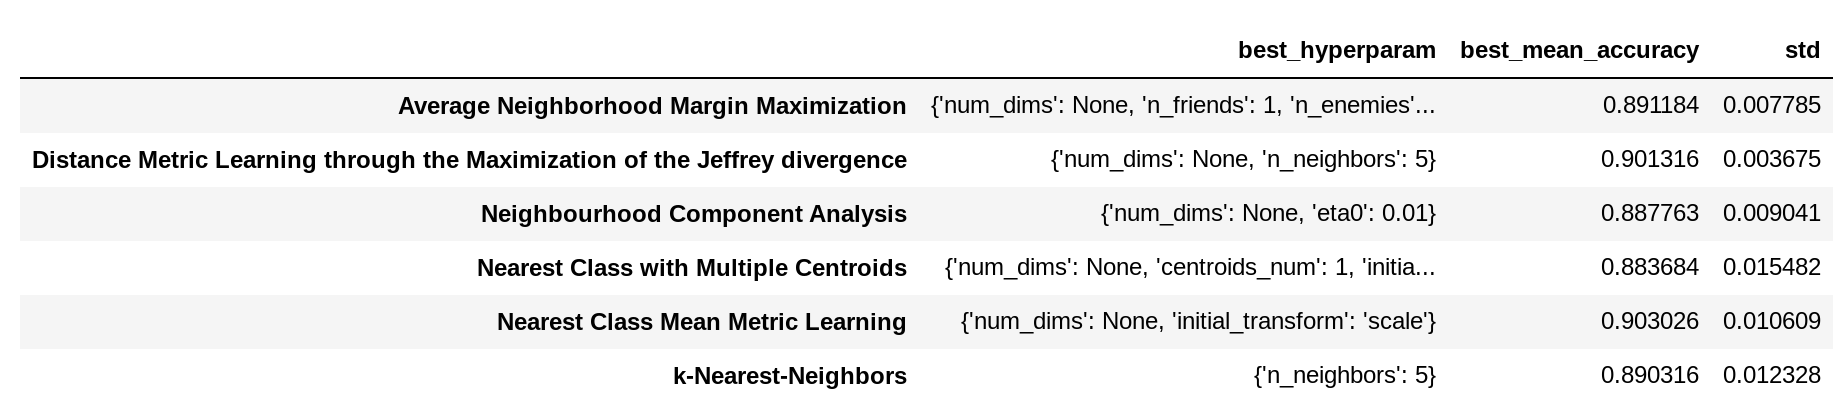 best_hyperparam best_mean_accuracy std
Average Neighborhood Margin Maximization {'num_dims': None, 'n_friends': 1, 'n_enemies'... 0.891184 0.007785
Distance Metric Learning through the Maximization of the Jeffrey divergence {'num_dims': None, 'n_neighbors': 5} 0.901316 0.003675
Neighbourhood Component Analysis {'num_dims': None, 'eta0': 0.01} 0.887763 0.009041
Nearest Class with Multiple Centroids {'num_dims': None, 'centroids_num': 1, 'initia... 0.883684 0.015482
Nearest Class Mean Metric Learning {'num_dims': None, 'initial_transform': 'scale'} 0.903026 0.010609
k-Nearest-Neighbors {'n_neighbors': 5} 0.890316 0.012328